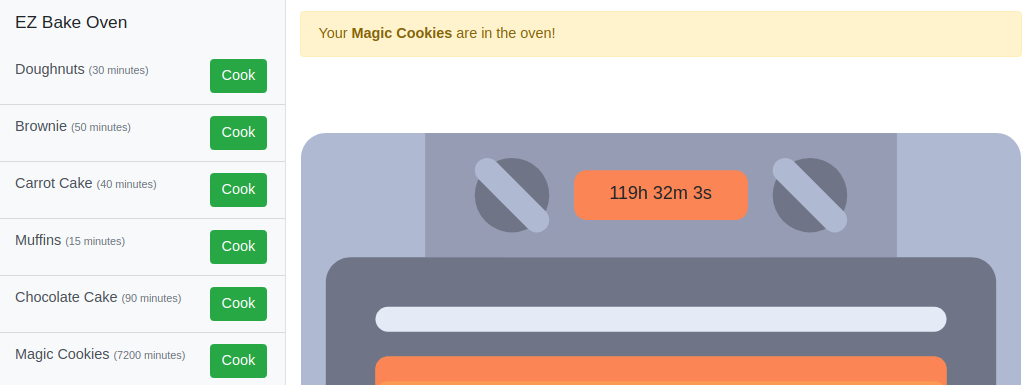 EZ Bake Oven
Your Magic Cookies are in the oven!
Doughnuts (30 minutes) Cook
Brownie (50 minutes) Cook
Carrot Cake (40 minutes) Cook
Muffins (15 minutes) Cook
Chocolate Cake (90 minutes) Cook
Magic Cookies (7200 minutes) Cook
119h 32m 3s